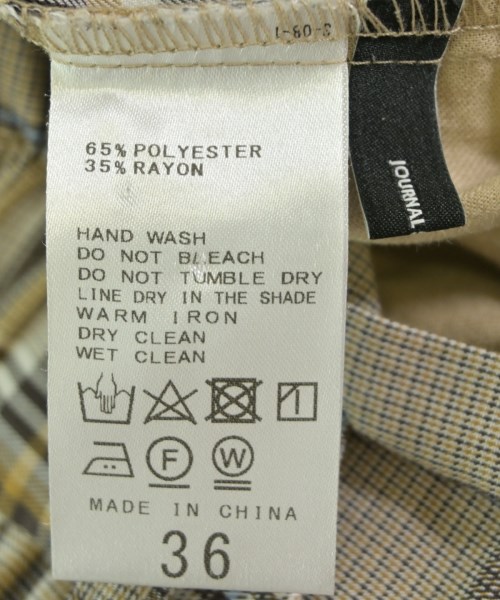 65% POLYESTER
35% RAYON
HAND WASH
DO NOT BLEACH
DO NOT TUMBLE DRY
LINE DRY IN THE SHADE
WARM IRON
DRY CLEAN
WET CLEAN
F
W
MADE IN CHINA
36
JOURNAL